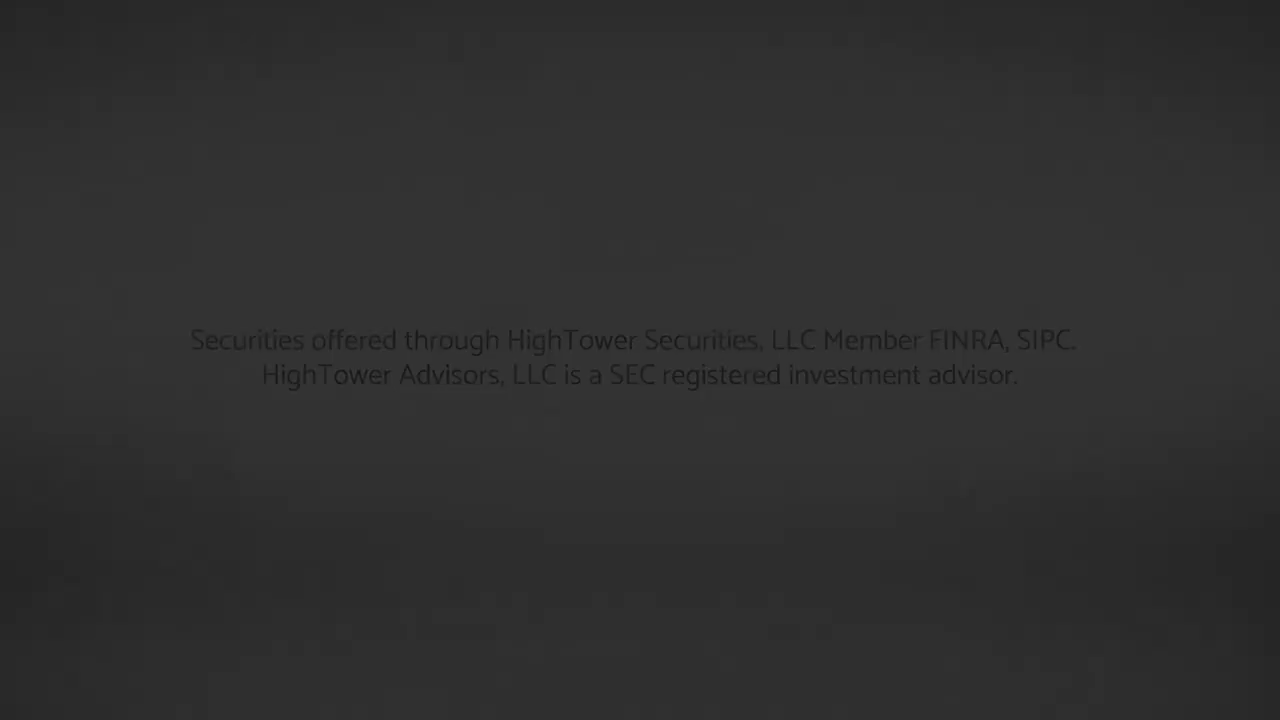 Securities offered through HighTower Securities, LLC Member FINRA, SIPC.
HighTower Advisors, LLC is a SEC registered investment advisor.